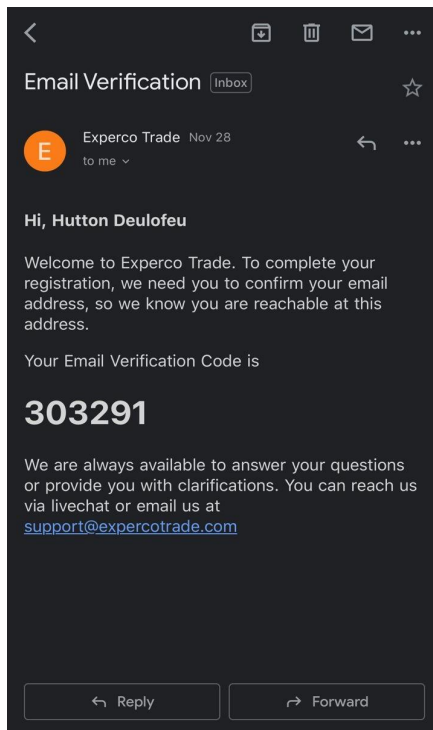 Email Verification Inbox
Experco Trade Nov 28
E
to me
Hi, Hutton Deulofeu
Welcome to Experco Trade. To complete your
registration, we need you to confirm your email
address, so we know you are reachable at this
address.
Your Email Verification Code is
303291
We are always available to answer your questions
or provide you with clarifications. You can reach us
via livechat or email us at
support@expercotrade.com
Reply Forward